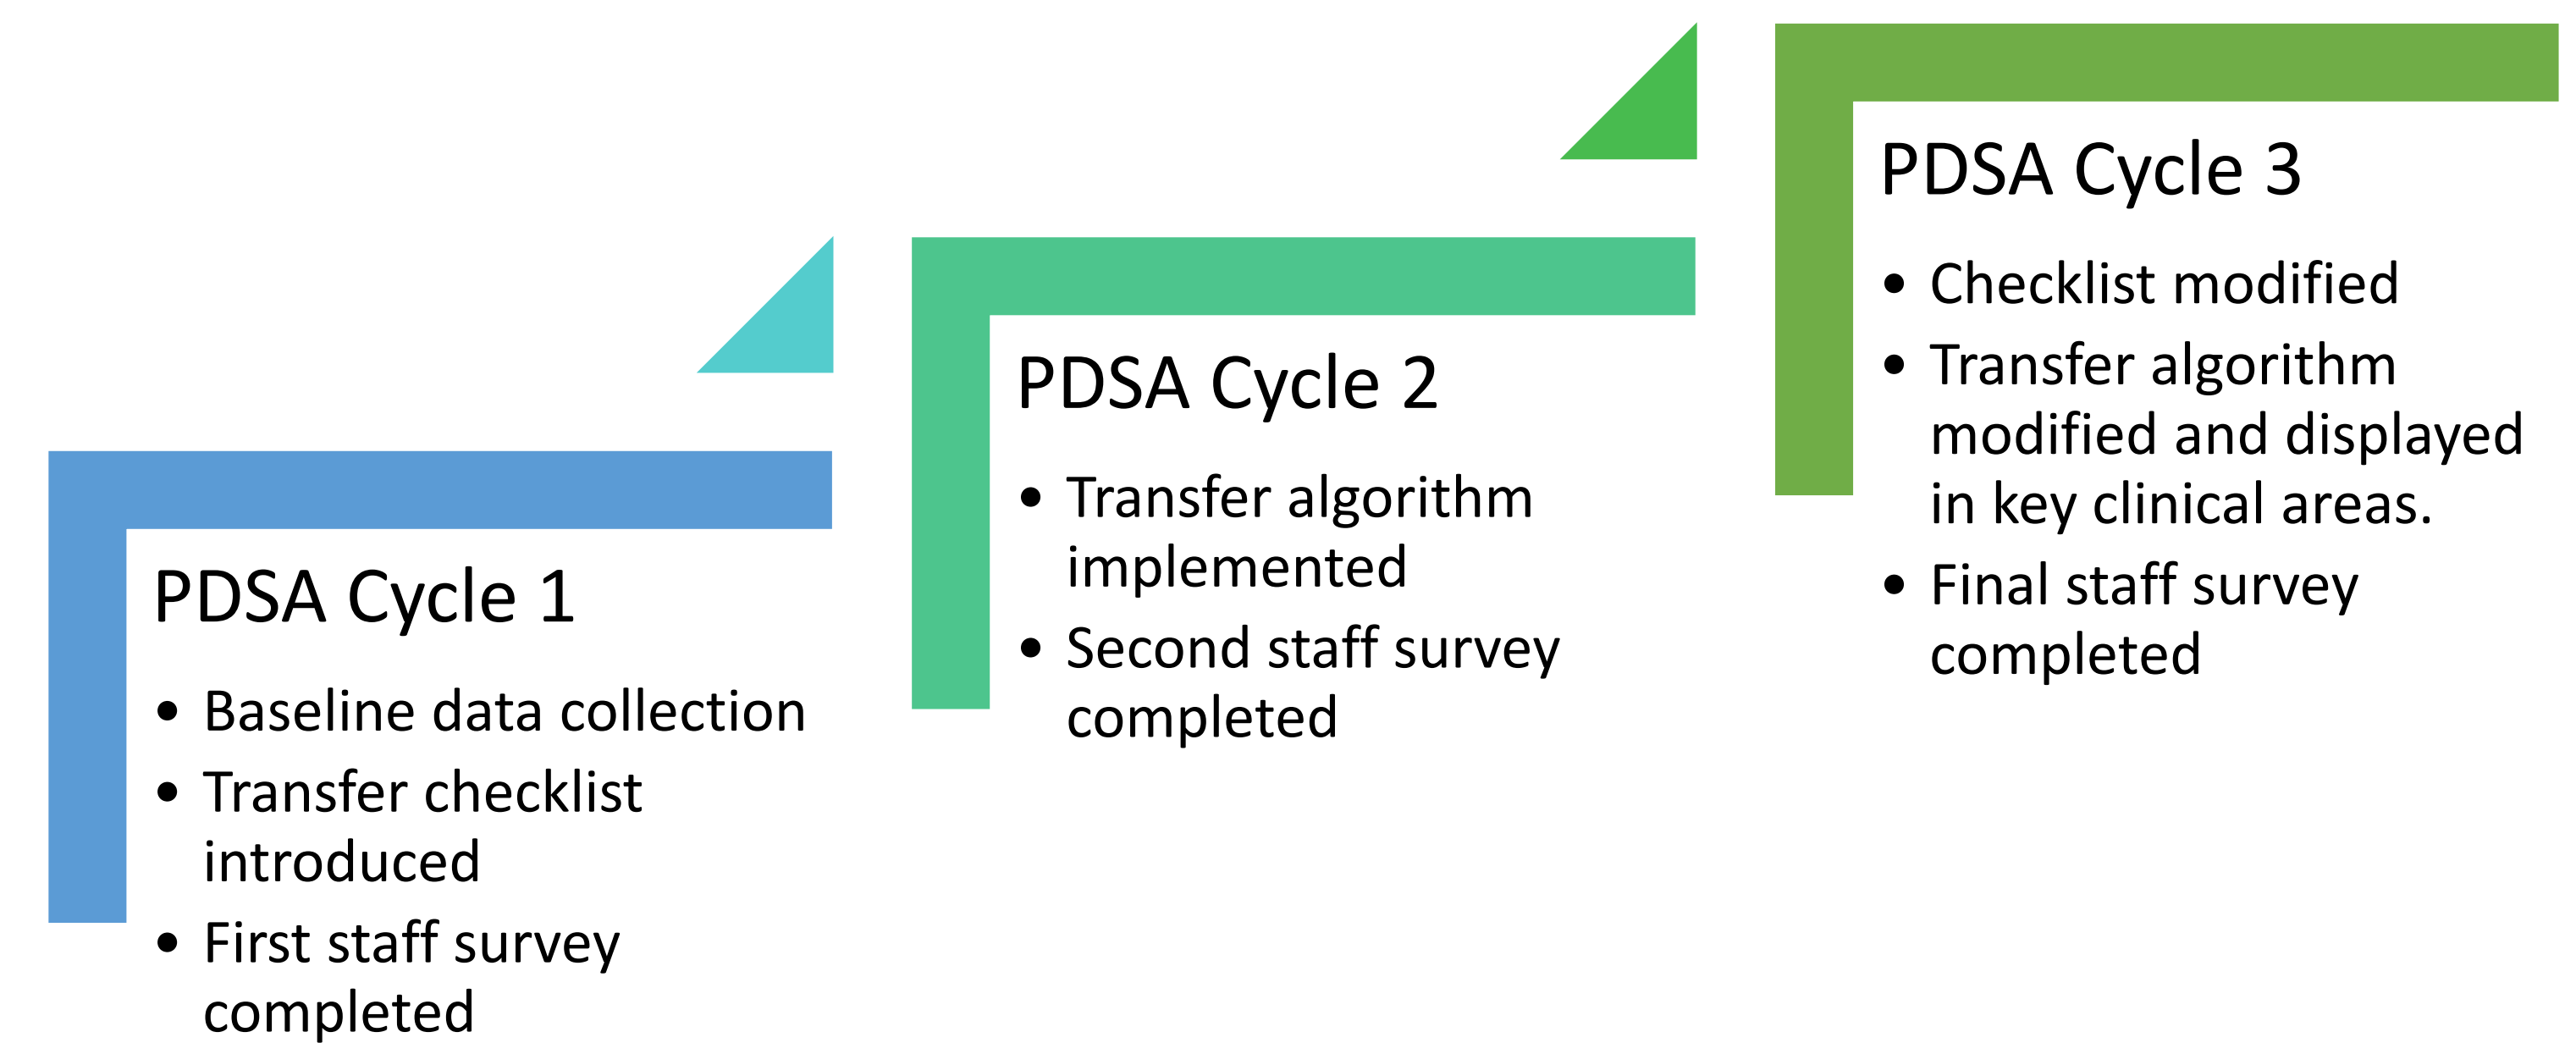 PDSA Cycle 1
• Baseline data collection
• Transfer checklist
introduced
• First staff survey
completed
PDSA Cycle 2
• Transfer algorithm
implemented
• Second staff survey
completed
PDSA Cycle 3
• Checklist modified
• Transfer algorithm
modified and displayed
in key clinical areas.
• Final staff survey
completed